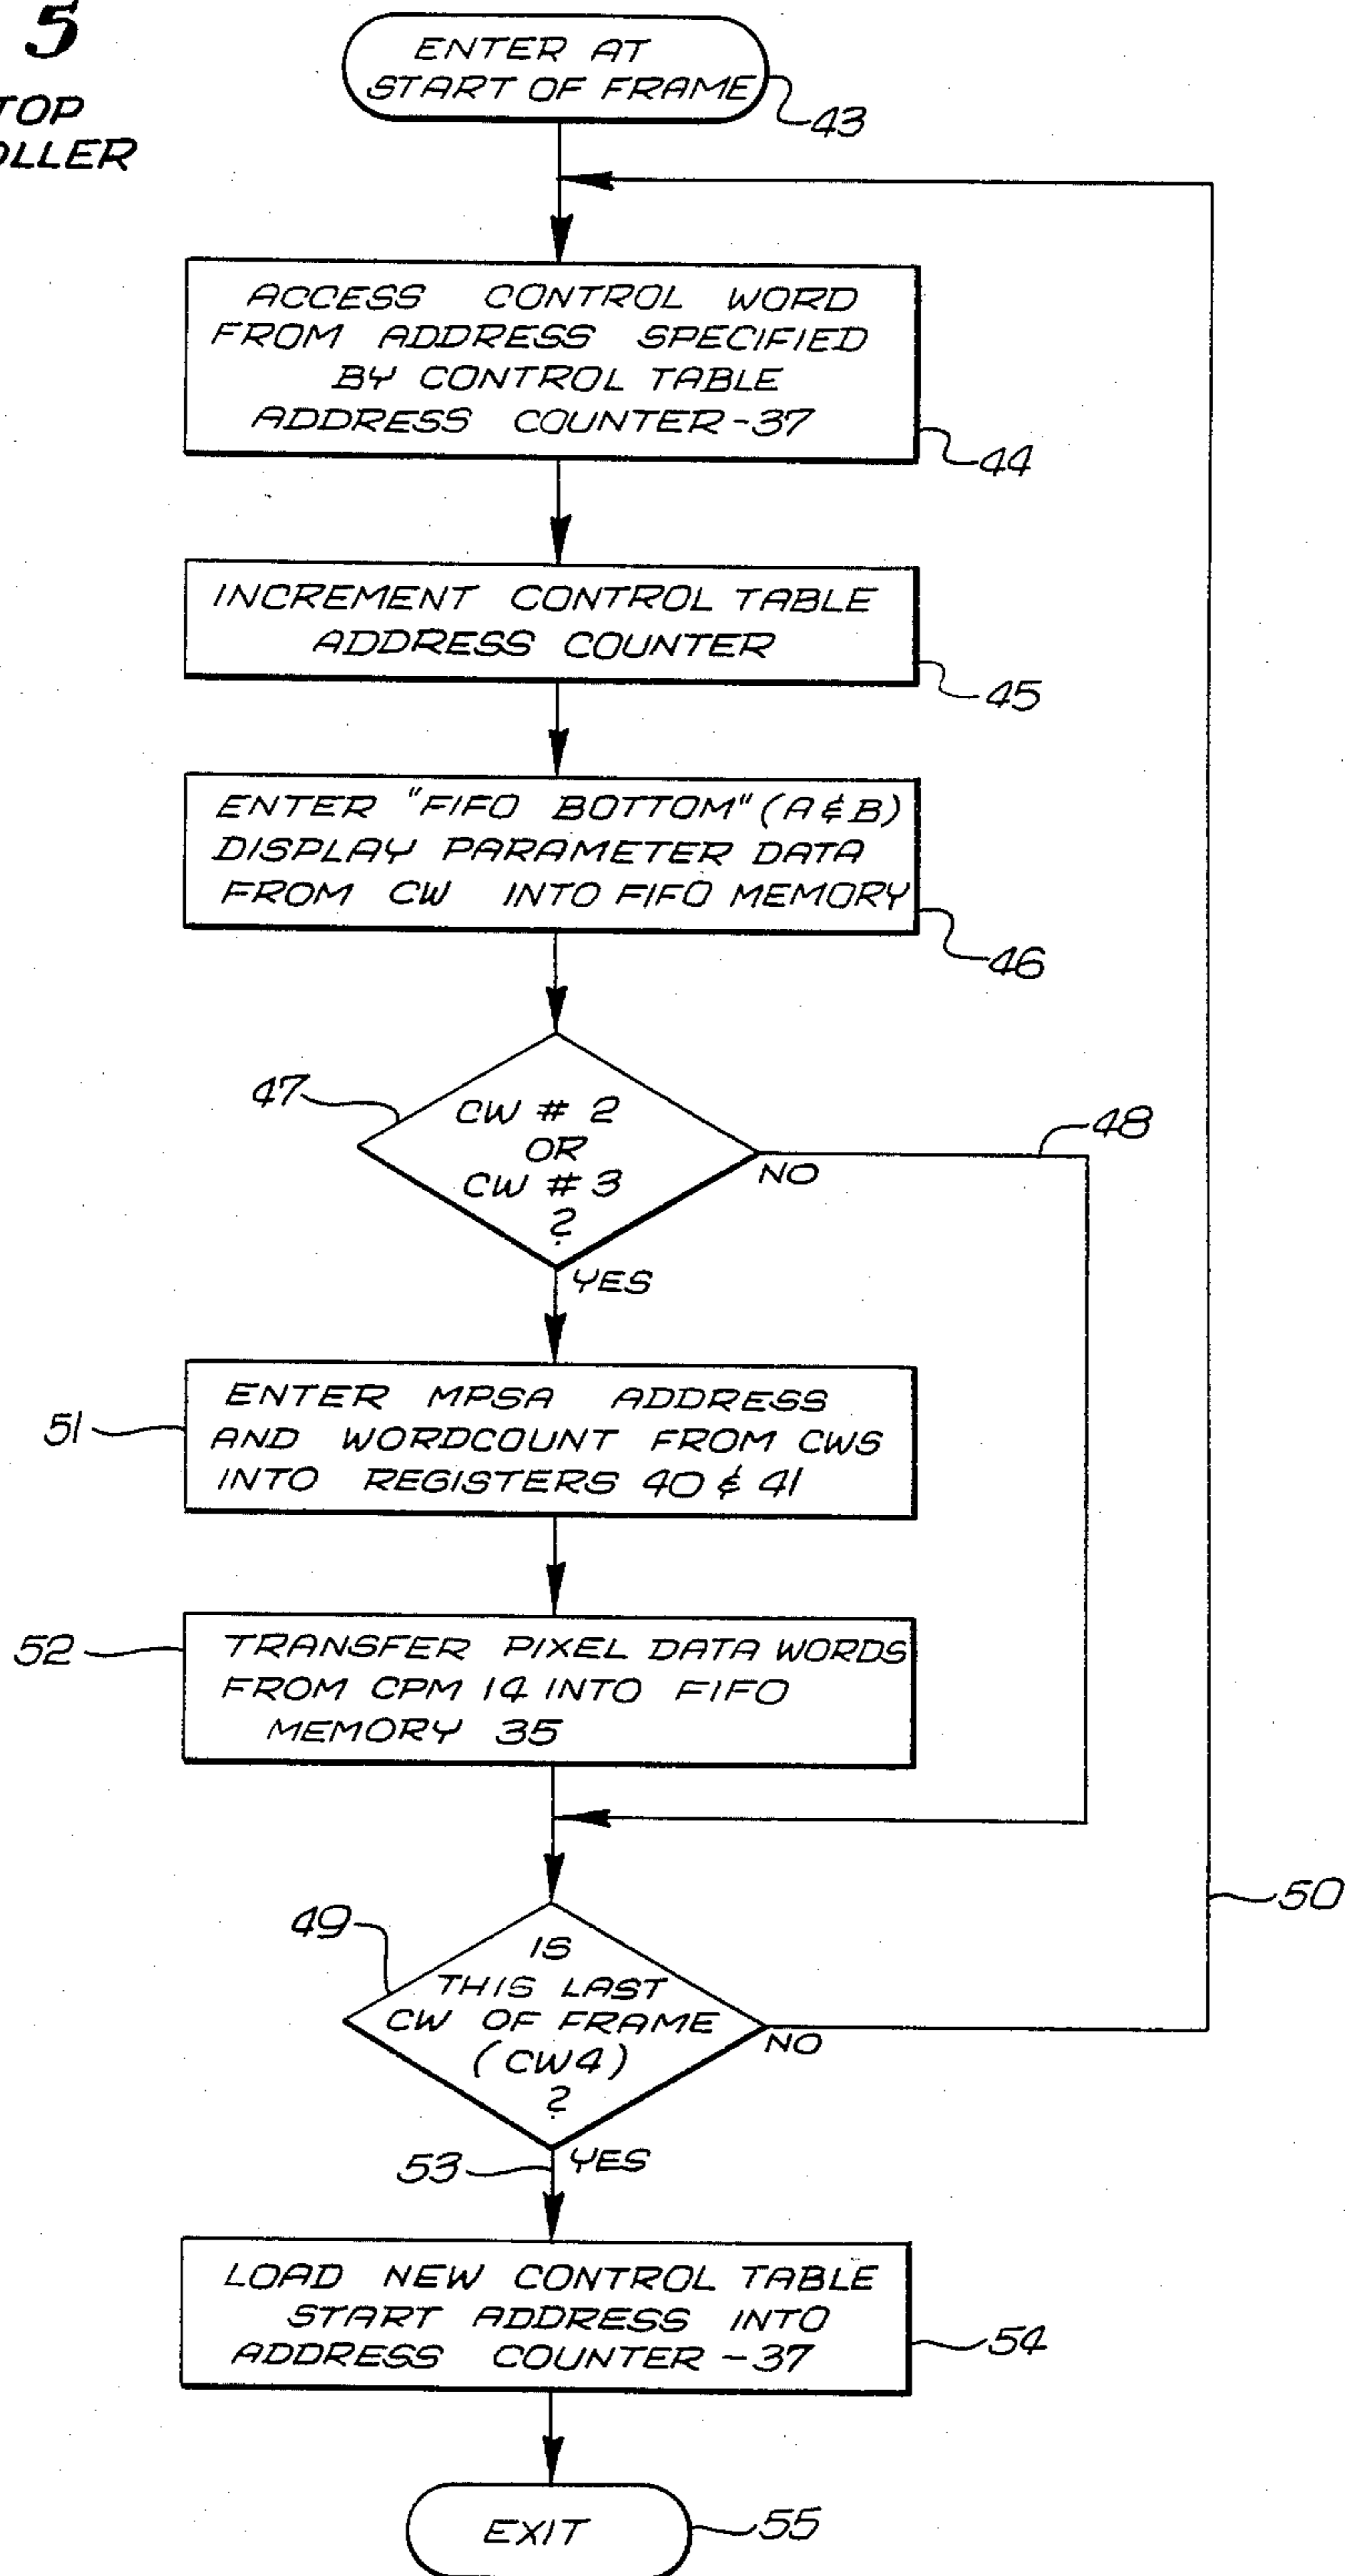 5
TOP
OLLER
ENTER AT
START OF FRAME
43
ACCESS CONTROL WORD
FROM ADDRESS SPECIFIED
BY CONTROL TABLE
ADDRESS COUNTER-37
44
INCREMENT CONTROL TABLE
ADDRESS COUNTER
45
ENTER "FIFO BOTTOM" (A & B)
DISPLAY PARAMETER DATA
FROM CW INTO FIFO MEMORY
46
47
CW # 2
OR
CW # 3
?
NO
48
YES
51
ENTER MPSA ADDRESS
AND WORDCOUNT FROM CWS
INTO REGISTERS 40 & 41
52
TRANSFER PIXEL DATA WORDS
FROM CPM 14 INTO FIFO
MEMORY 35
49
IS
THIS LAST
CW OF FRAME
(CW4)
?
NO
50
53
YES
LOAD NEW CONTROL TABLE
START ADDRESS INTO
ADDRESS COUNTER -37
54
EXIT
55